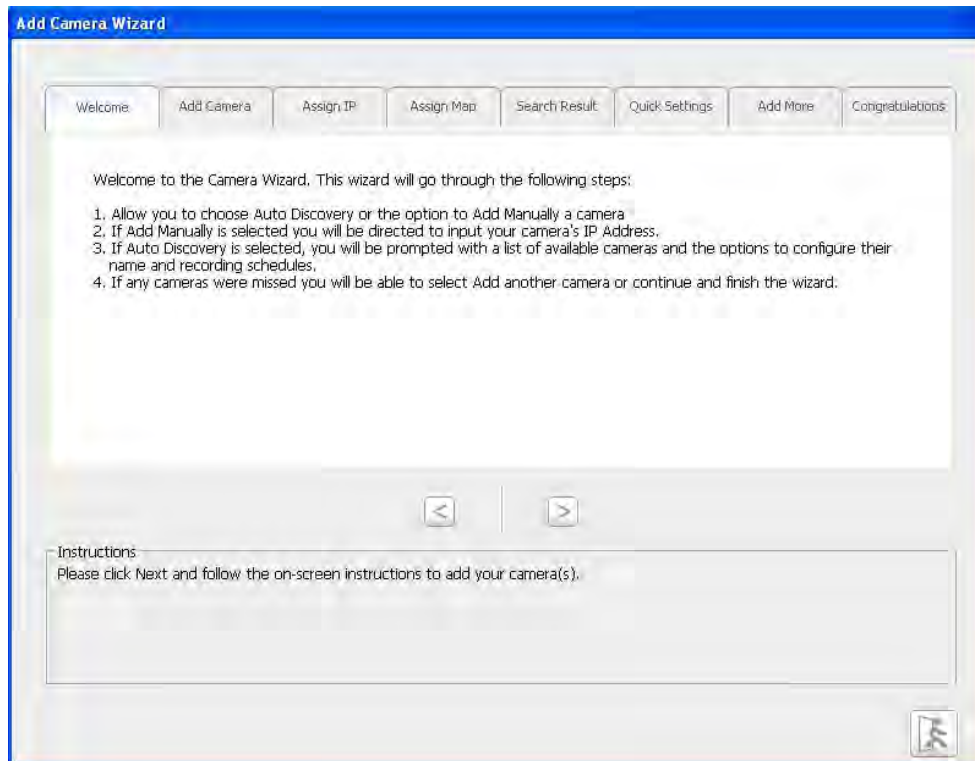 Add Camera Wizard
Welcome
Add Camera
Assign IP
Assign Map
Search Result
Quick Settings
Add More
Congratulations
Welcome to the Camera Wizard. This wizard will go through the following steps:
1. Allow you to choose Auto Discovery or the option to Add Manually a camera
2. If Add Manually is selected you will be directed to input your camera's IP Address.
3. If Auto Discovery is selected, you will be prompted with a list of available cameras and the options to configure their
name and recording schedules.
4. If any cameras were missed you will be able to select Add another camera or continue and finish the wizard.
< >
Instructions
Please click Next and follow the on-screen instructions to add your camera(s).